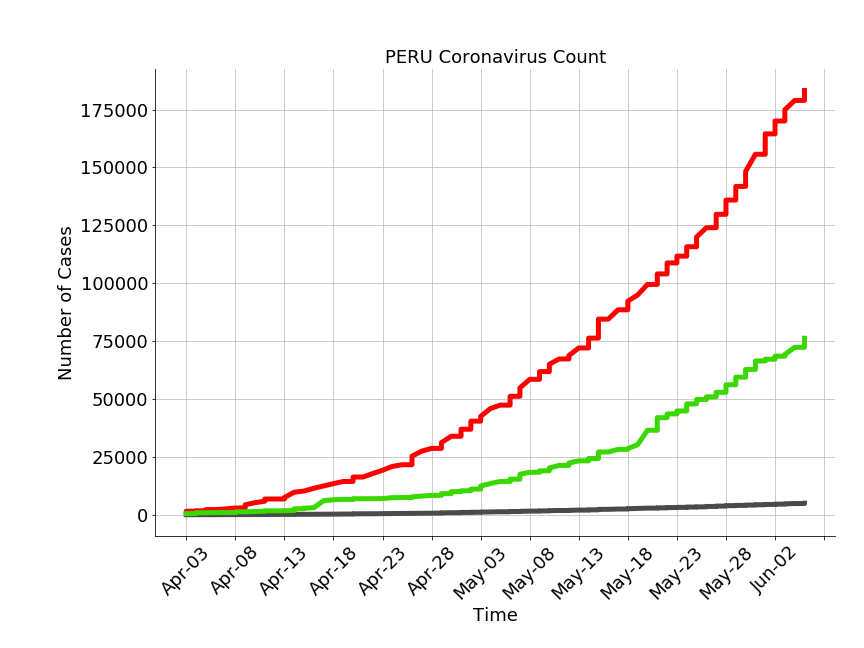 PERU Coronavirus Count
Number of Cases
175000
150000
125000
100000
75000
50000
25000
0
Apr-03
Apr-08
Apr-13
Apr-18
Apr-23
Apr-28
May-03
May-08
May-13
May-18
May-23
May-28
Jun-02
Time